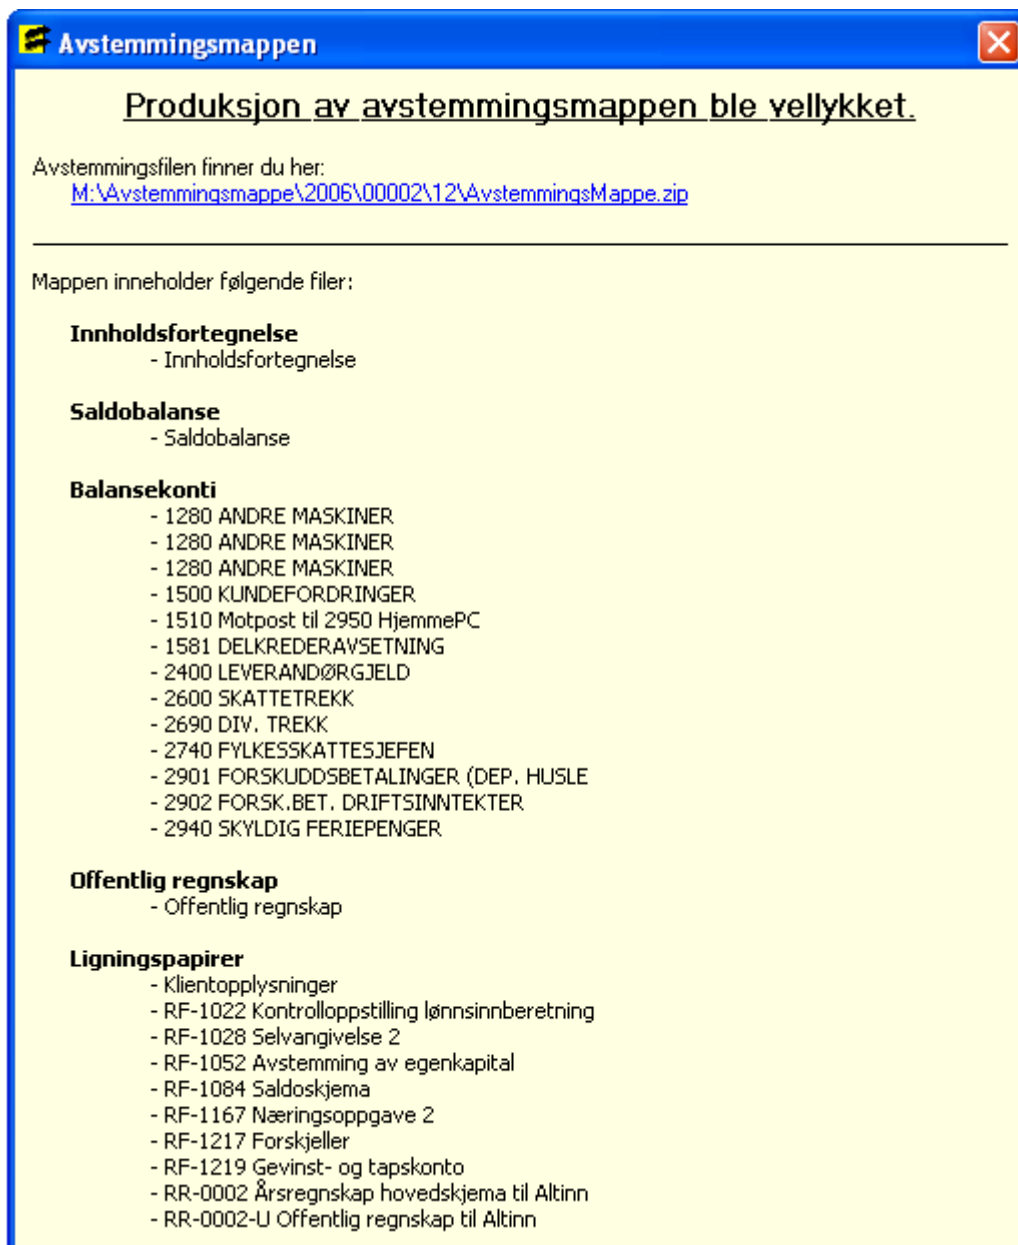 Avstemmingsmappen
Produksjon av avstemmingsmappen ble vellykket.
Avstemmingsfilen finner du her:
M:\Avstemmingsmappe\2006\00002\12\AvstemmingsMappe.zip
Mappen inneholder følgende filer:
Innholdsfortegnelse
- Innholdsfortegnelse
Saldobalanse
- Saldobalanse
Balansekonti
- 1280 ANDRE MASKINER
- 1280 ANDRE MASKINER
- 1280 ANDRE MASKINER
- 1500 KUNDEFORDRINGER
- 1510 Motpost til 2950 HjemmePC
- 1581 DELKREDERAVSETNING
- 2400 LEVERANDØRGJELD
- 2600 SKATTETREKK
- 2690 DIV. TREKK
- 2740 FYLKESSKATTESJEFEN
- 2901 FORSKUDDSBETALINGER (DEP. HUSLE
- 2902 FORSK.BET. DRIFTSINNTEKTER
- 2940 SKYLDIG FERIEPENGER
Offentlig regnskap
- Offentlig regnskap
Ligningspapirer
- Klientopplysninger
- RF-1022 Kontrolloppstilling lønnsinnberetning
- RF-1028 Selvangivelse 2
- RF-1052 Avstemming av egenkapital
- RF-1084 Saldoskjema
- RF-1167 Næringsoppgave 2
- RF-1217 Forskjeller
- RF-1219 Gevinst- og tapskonto
- RR-0002 Årsregnskap hovedskjema til Altinn
- RR-0002-U Offentlig regnskap til Altinn